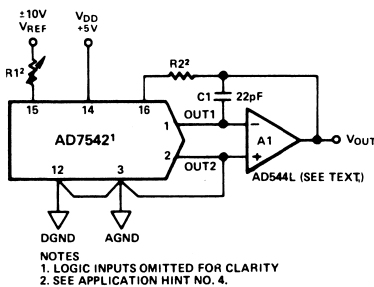 ±10V
VREF
VDD
+5V
R1²
R2²
C1
22pF
15
14
16
OUT1
1
AD7542¹
2
OUT2
12
3
−
A1
+
VOUT
AD544L (SEE TEXT,)
DGND
AGND
NOTES
1. LOGIC INPUTS OMITTED FOR CLARITY
2. SEE APPLICATION HINT NO. 4.